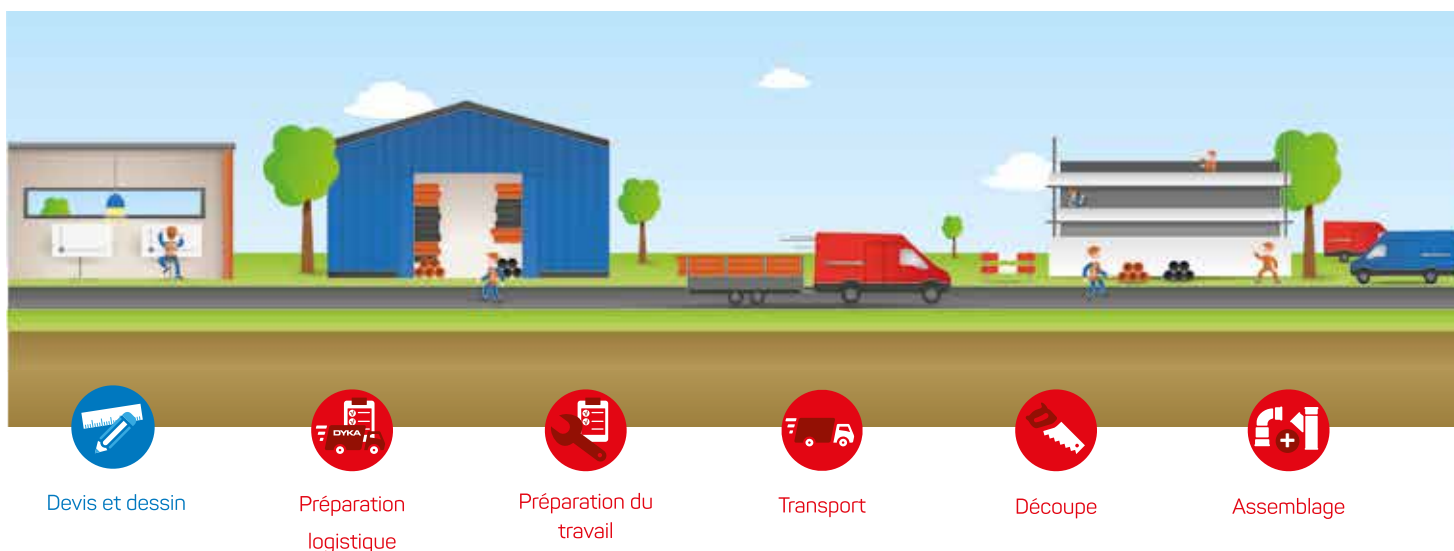 DYKA
Devis et dessin
Préparation
logistique
Préparation du
travail
Transport
Découpe
Assemblage